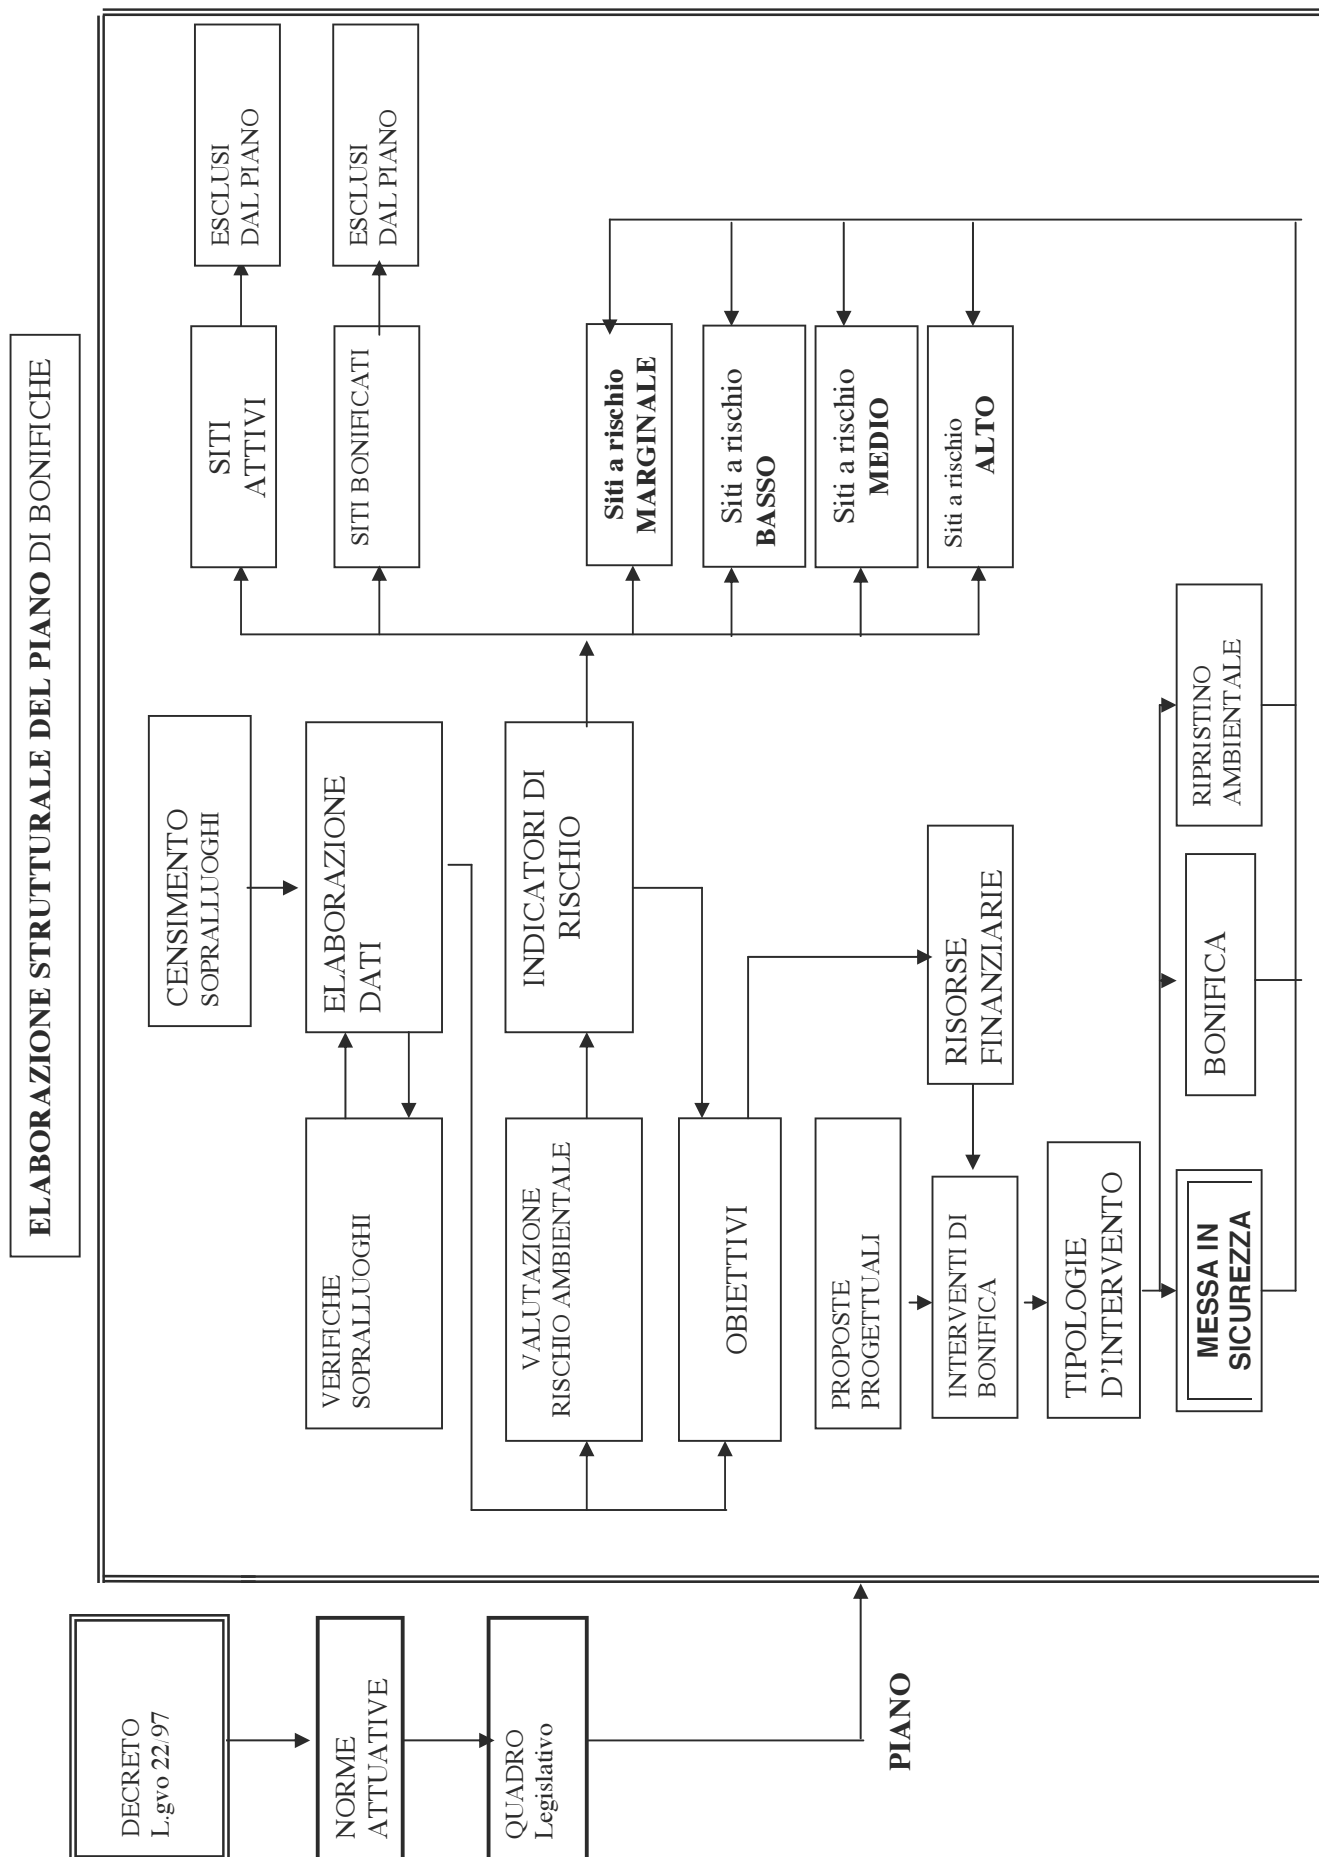 ELABORAZIONE STRUTTURALE DEL PIANO DI BONIFICHE
DECRETO
L.gvo 22/97
NORME
ATTUATIVE
QUADRO
Legislativo
PIANO
CENSIMENTO
SOPRALLUOGHI
VERIFICHE
SOPRALLUOGHI
ELABORAZIONE
DATI
VALUTAZIONE
RISCHIO AMBIENTALE
INDICATORI DI
RISCHIO
OBIETTIVI
PROPOSTE
PROGETTUALI
RISORSE
FINANZIARIE
INTERVENTI DI
BONIFICA
TIPOLOGIE
D'INTERVENTO
MESSA IN
SICUREZZA
BONIFICA
RIPRISTINO
AMBIENTALE
SITI
ATTIVI
ESCLUSI
DAL PIANO
SITI BONIFICATI
ESCLUSI
DAL PIANO
Siti a rischio
MARGINALE
Siti a rischio
BASSO
Siti a rischio
MEDIO
Siti a rischio
ALTO